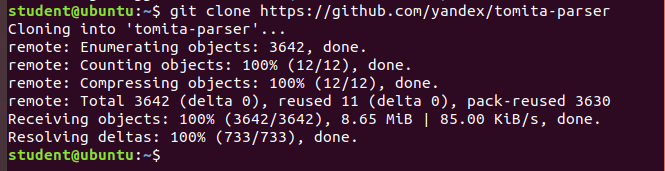 student@ubuntu:~$ git clone https://github.com/yandex/tomita-parser
Cloning into 'tomita-parser'...
remote: Enumerating objects: 3642, done.
remote: Counting objects: 100% (12/12), done.
remote: Compressing objects: 100% (12/12), done.
remote: Total 3642 (delta 0), reused 11 (delta 0), pack-reused 3630
Receiving objects: 100% (3642/3642), 8.65 MiB | 85.00 KiB/s, done.
Resolving deltas: 100% (733/733), done.
student@ubuntu:~$